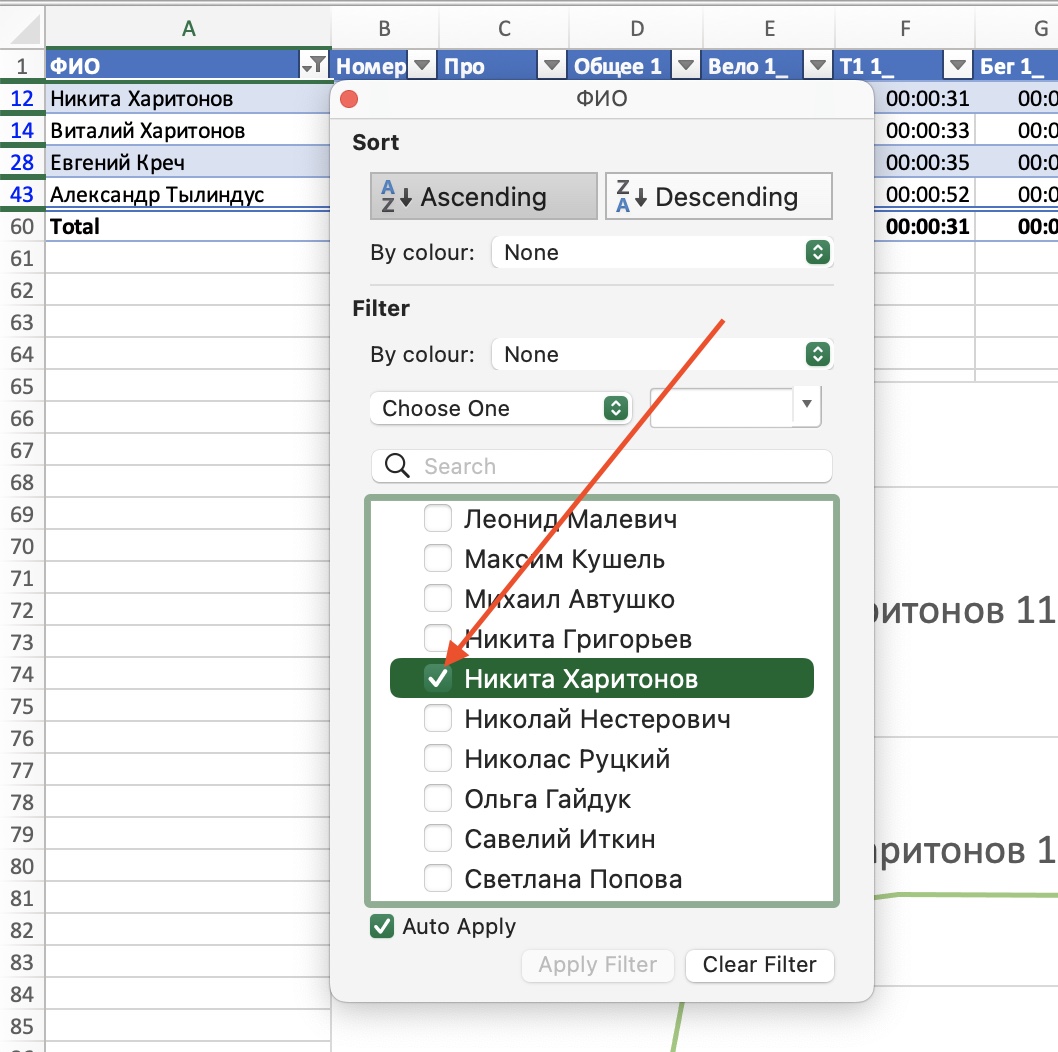 A B C D E F G
1 ФИО Номер Про Общее 1 Вело 1_ T1 1_ Бег 1_
12 Никита Харитонов 00:00:31 00:0
14 Виталий Харитонов 00:00:33 00:0
28 Евгений Креч 00:00:35 00:0
43 Александр Тылиндус 00:00:52 00:0
60 Total 00:00:31 00:0
61
62
63
64
65
66
67
68
69
70
71
72
73
74
75
76
77
78
79
80
81
82
83
84
85
ФИО
Sort
AZ Ascending ZA Descending
By colour: None
Filter
By colour: None
Choose One
Search
Леонид Малевич
Максим Кушель
Михаил Автушко
Никита Григорьев
Никита Харитонов
Николай Нестерович
Николас Руцкий
Ольга Гайдук
Савелий Иткин
Светлана Попова
Auto Apply
Apply Filter Clear Filter
ритонов 11
аритонов 1